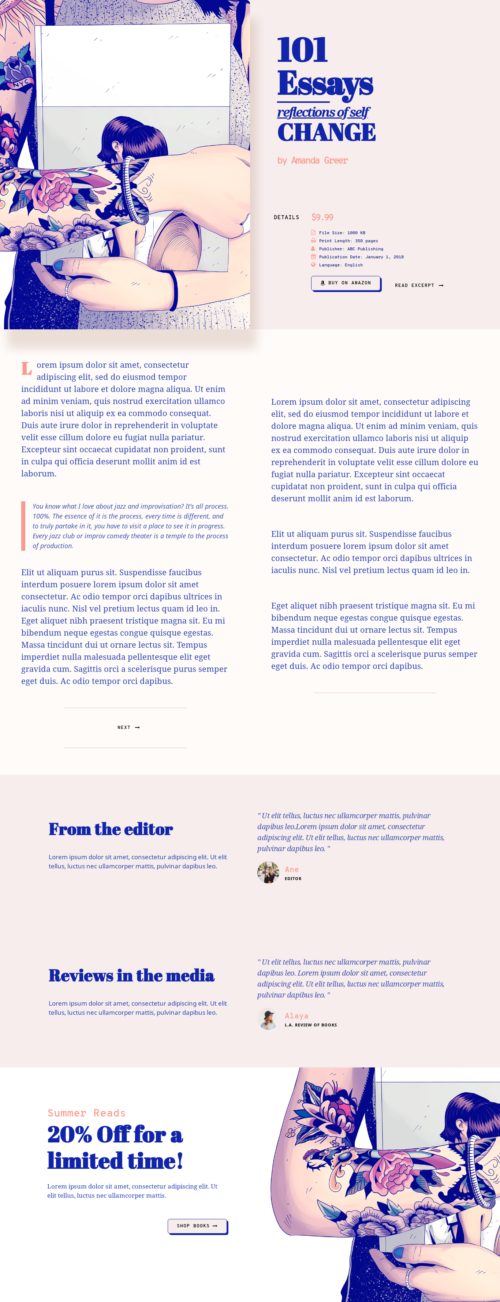 101
Essays
reflections of self
CHANGE
by Amanda Greer
DETAILS
$9.99
File Size: 1000 KB
Print Length: 350 pages
Publisher: ABC Publishing
Publication Date: January 1, 2019
Language: English
BUY ON AMAZON
READ EXCERPT →
Lorem ipsum dolor sit amet, consectetur
adipiscing elit, sed do eiusmod tempor
incididunt ut labore et dolore magna aliqua. Ut enim
ad minim veniam, quis nostrud exercitation ullamco
laboris nisi ut aliquip ex ea commodo consequat.
Duis aute irure dolor in reprehenderit in voluptate
velit esse cillum dolore eu fugiat nulla pariatur.
Excepteur sint occaecat cupidatat non proident, sunt
in culpa qui officia deserunt mollit anim id est
laborum.
You know what I love about jazz and improvisation? It's all process.
100%. The essence of it is the process, every time is different, and
to truly partake in it, you have to visit a place to see it in progress.
Every jazz club or improv comedy theater is a temple to the process
of production.
Elit ut aliquam purus sit. Suspendisse faucibus
interdum posuere lorem ipsum dolor sit amet
consectetur. Ac odio tempor orci dapibus ultrices in
iaculis nunc. Nisl vel pretium lectus quam id leo in.
Eget aliquet nibh praesent tristique magna sit. Eu mi
bibendum neque egestas congue quisque egestas.
Massa tincidunt dui ut ornare lectus sit. Tempus
imperdiet nulla malesuada pellentesque elit eget
gravida cum. Sagittis orci a scelerisque purus semper
eget duis. Ac odio tempor orci dapibus.
NEXT →
Lorem ipsum dolor sit amet, consectetur adipiscing
elit, sed do eiusmod tempor incididunt ut labore et
dolore magna aliqua. Ut enim ad minim veniam, quis
nostrud exercitation ullamco laboris nisi ut aliquip
ex ea commodo consequat. Duis aute irure dolor in
reprehenderit in voluptate velit esse cillum dolore eu
fugiat nulla pariatur. Excepteur sint occaecat
cupidatat non proident, sunt in culpa qui officia
deserunt mollit anim id est laborum.
Elit ut aliquam purus sit. Suspendisse faucibus
interdum posuere lorem ipsum dolor sit amet
consectetur. Ac odio tempor orci dapibus ultrices in
iaculis nunc. Nisl vel pretium lectus quam id leo in.
Eget aliquet nibh praesent tristique magna sit. Eu mi
bibendum neque egestas congue quisque egestas.
Massa tincidunt dui ut ornare lectus sit. Tempus
imperdiet nulla malesuada pellentesque elit eget
gravida cum. Sagittis orci a scelerisque purus semper
eget duis. Ac odio tempor orci dapibus.
From the editor
Lorem ipsum dolor sit amet, consectetur adipiscing elit. Ut elit
tellus, luctus nec ullamcorper mattis, pulvinar dapibus leo.
" Ut elit tellus, luctus nec ullamcorper mattis, pulvinar
dapibus leo.Lorem ipsum dolor sit amet, consectetur
adipiscing elit. Ut elit tellus, luctus nec ullamcorper mattis,
pulvinar dapibus leo. "
Ane
EDITOR
Reviews in the media
Lorem ipsum dolor sit amet, consectetur adipiscing elit. Ut elit
tellus, luctus nec ullamcorper mattis, pulvinar dapibus leo.
" Ut elit tellus, luctus nec ullamcorper mattis, pulvinar
dapibus leo. Lorem ipsum dolor sit amet, consectetur
adipiscing elit. Ut elit tellus, luctus nec ullamcorper mattis,
pulvinar dapibus leo. "
Alaya
L.A. REVIEW OF BOOKS
Summer Reads
20% Off for a
limited time!
Lorem ipsum dolor sit amet, consectetur adipiscing elit. Ut
elit tellus, luctus nec ullamcorper mattis.
SHOP BOOKS →